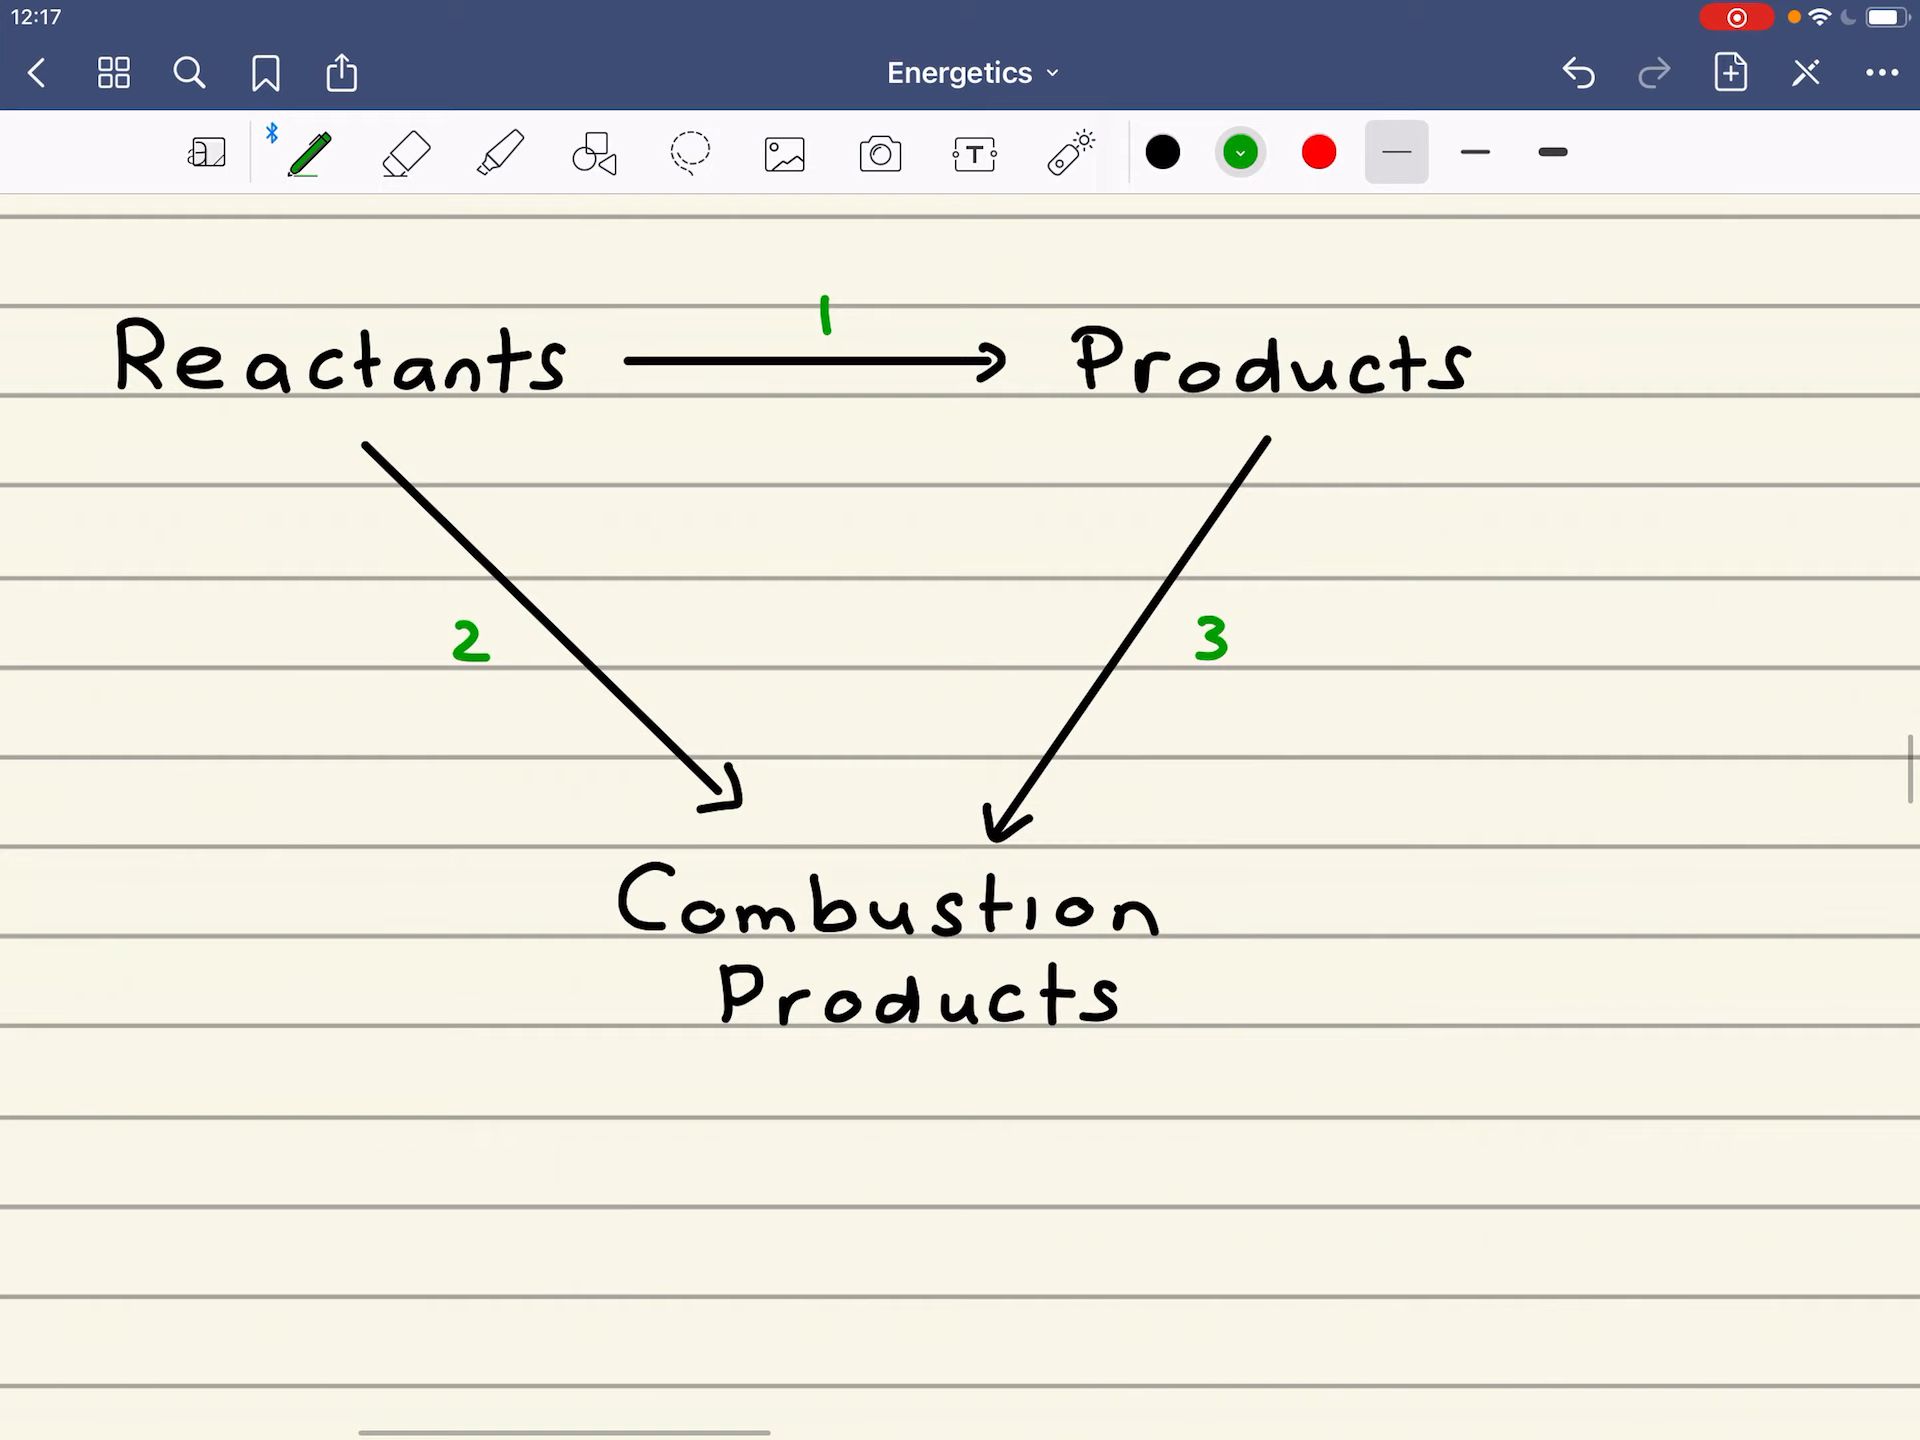 12:17
Energetics
1
Reactants → Products
2 3
Combustion
Products